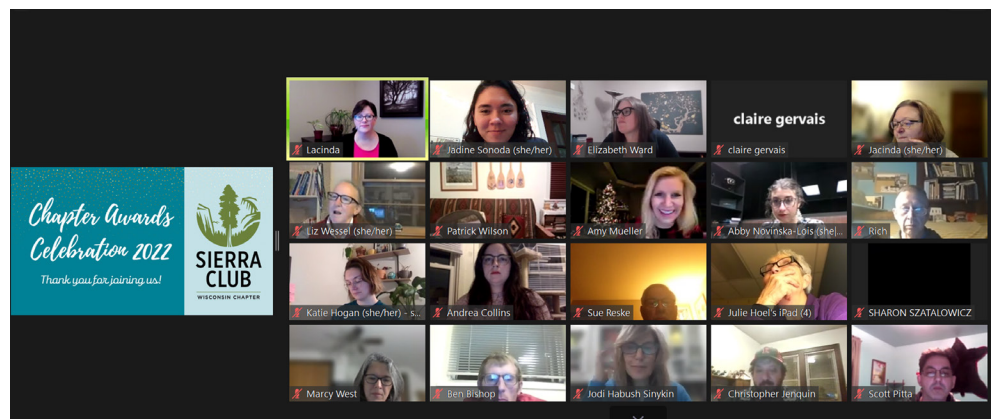 Chapter Awards
Celebration 2022
Thank you for joining us!
SIERRA
CLUB
WISCONSIN CHAPTER
Lacinda
Jadine Sonoda (she/her)
Elizabeth Ward
claire gervais
claire gervais
Jacinda (she/her)
Liz Wessel (she/her)
Patrick Wilson
Amy Mueller
Abby Novinska-Lois (she|...
Rich
Katie Hogan (she/her) - s...
Andrea Collins
Sue Reske
Julie Hoel's iPad (4)
SHARON SZATALOWICZ
Marcy West
Ben Bishop
Jodi Habush Sinykin
Christopher Jenquin
Scott Pitta